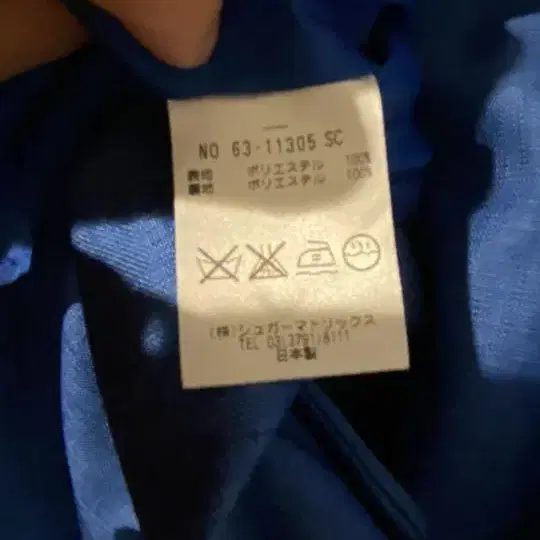 NO 63-11305 SC
表地 ポリエステル 100%
裏地 ポリエステル 100%
(株)シュガーマトリックス
TEL 03(3791)8111
日本製